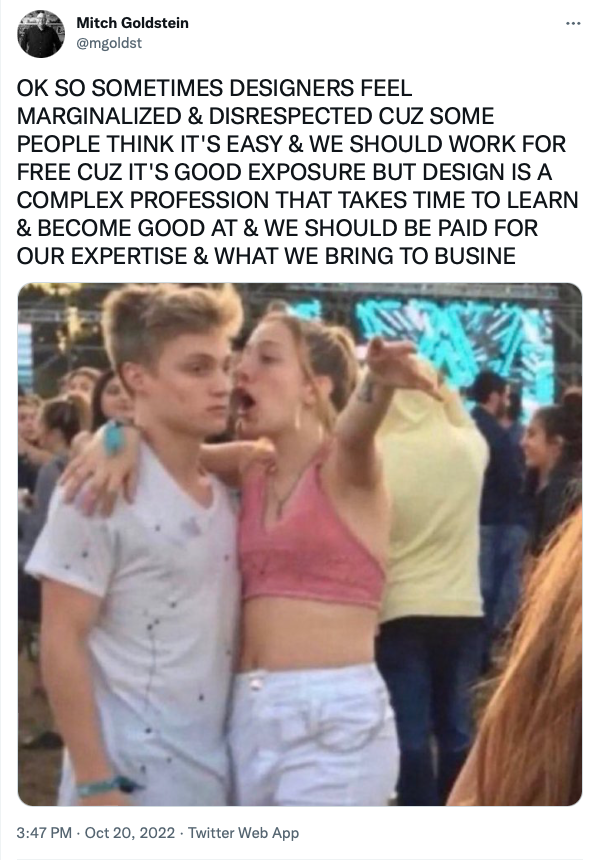 Mitch Goldstein
@mgoldst
OK SO SOMETIMES DESIGNERS FEEL
MARGINALIZED & DISRESPECTED CUZ SOME
PEOPLE THINK IT'S EASY & WE SHOULD WORK FOR
FREE CUZ IT'S GOOD EXPOSURE BUT DESIGN IS A
COMPLEX PROFESSION THAT TAKES TIME TO LEARN
& BECOME GOOD AT & WE SHOULD BE PAID FOR
OUR EXPERTISE & WHAT WE BRING TO BUSINE
3:47 PM · Oct 20, 2022 · Twitter Web App